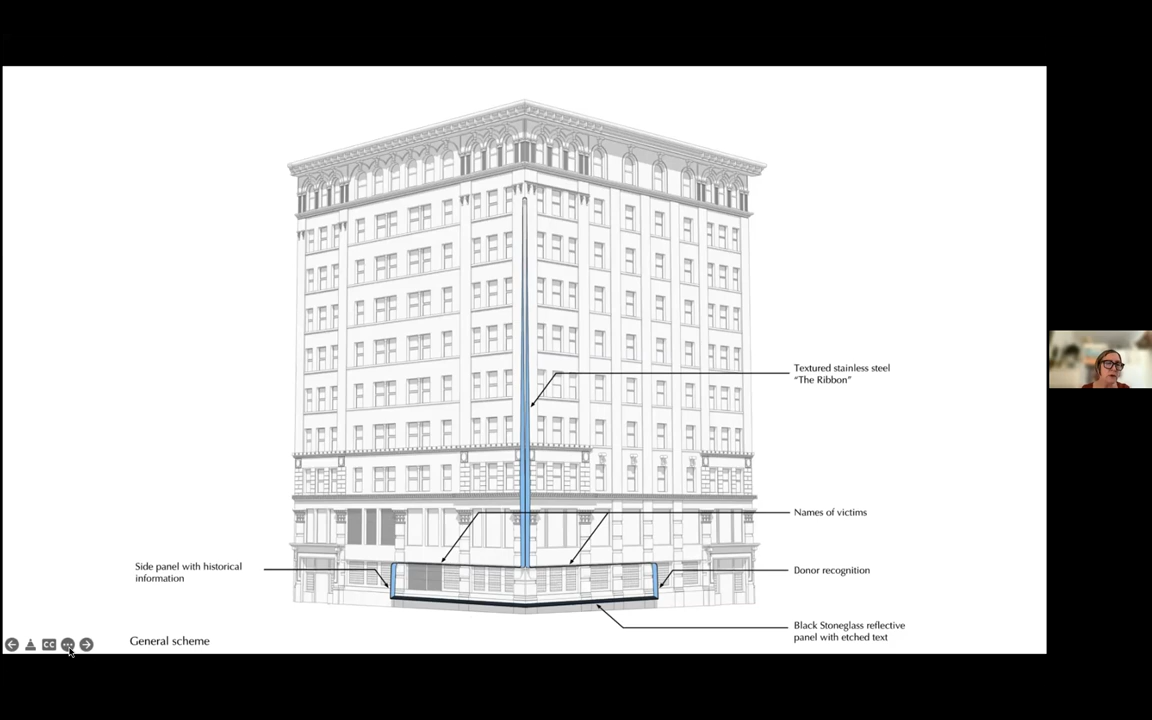 Textured stainless steel
"The Ribbon"
Names of victims
Side panel with historical
information
Donor recognition
Black Stoneglass reflective
panel with etched text
General scheme
CC